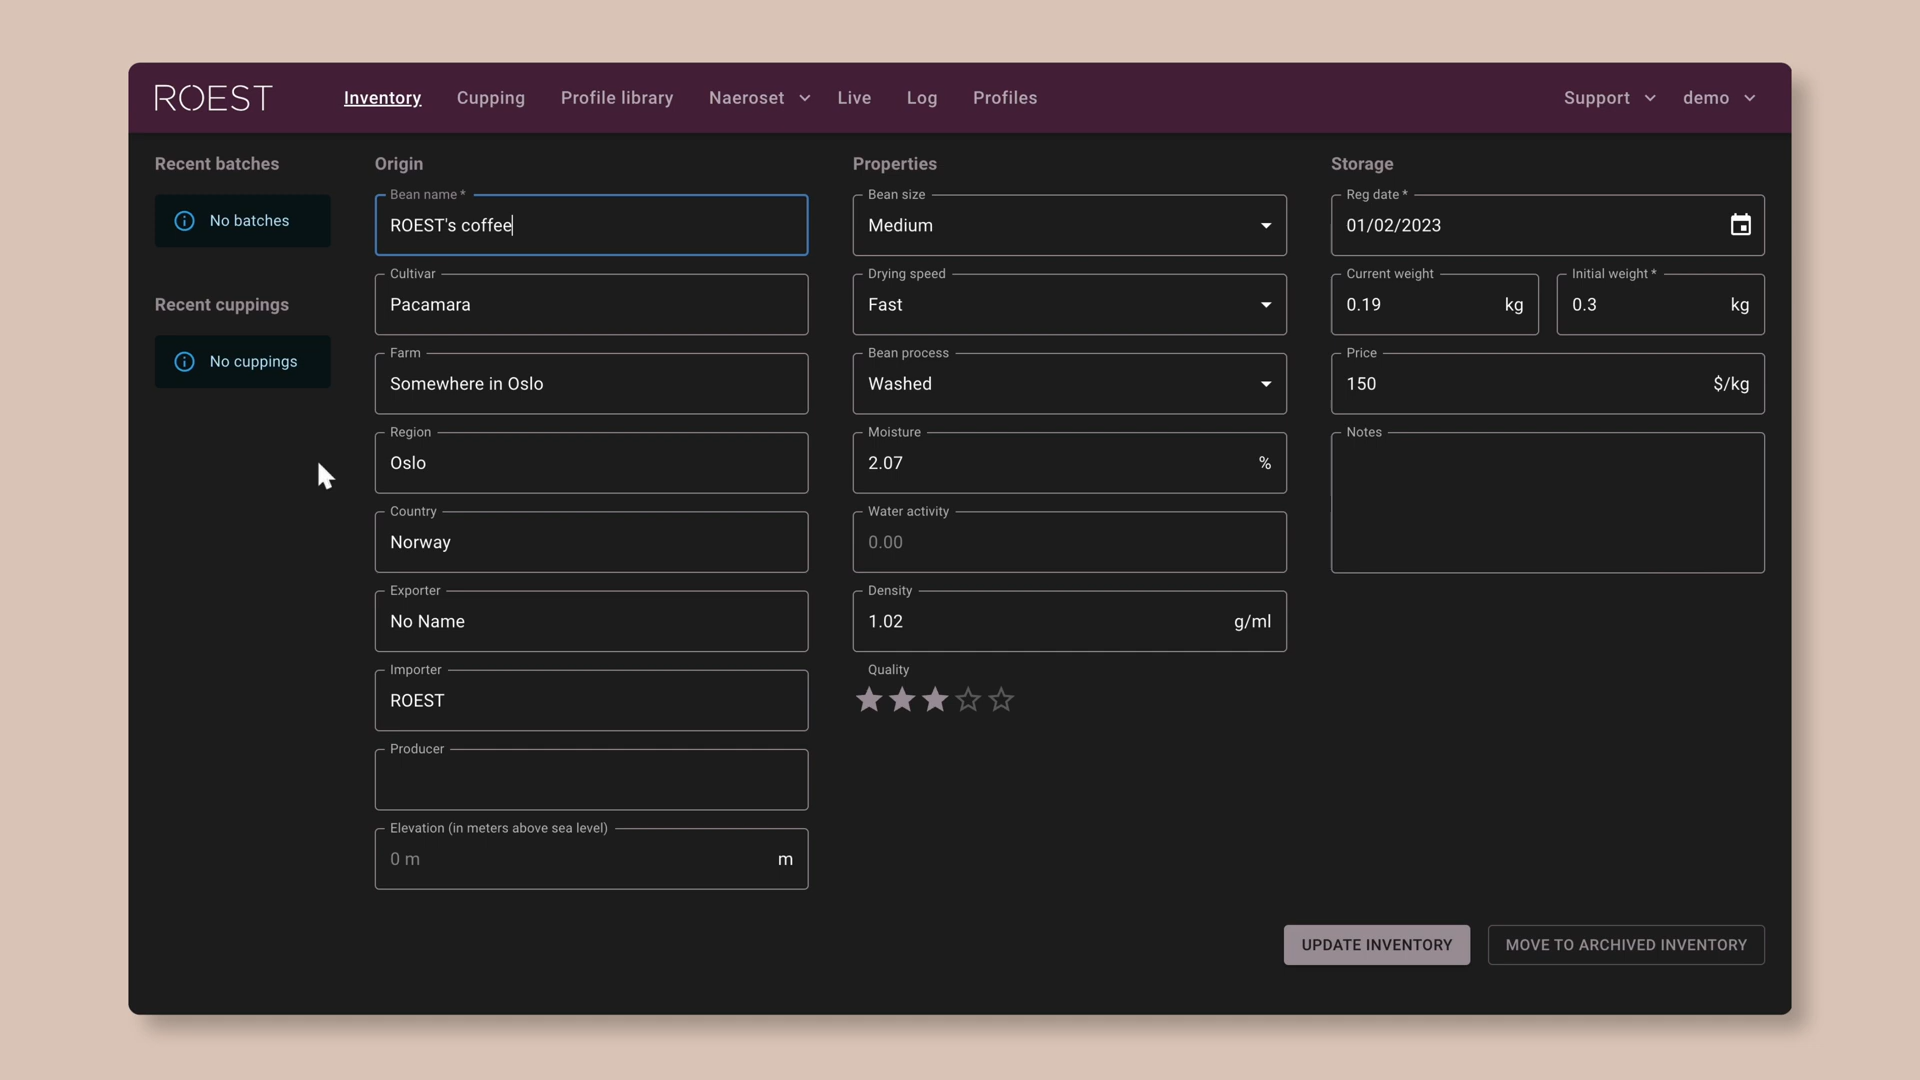 ROEST
Inventory
Cupping
Profile library
Naeroset
Live
Log
Profiles
Support
demo
Recent batches
No batches
Recent cuppings
No cuppings
Origin
Bean name *
ROEST's coffee
Cultivar
Pacamara
Farm
Somewhere in Oslo
Region
Oslo
Country
Norway
Exporter
No Name
Importer
ROEST
Producer
Elevation (in meters above sea level)
0 m m
Properties
Bean size
Medium
Drying speed
Fast
Bean process
Washed
Moisture
2.07 %
Water activity
0.00
Density
1.02 g/ml
Quality
Storage
Reg date *
01/02/2023
Current weight
0.19 kg
Initial weight *
0.3 kg
Price
150 $/kg
Notes
UPDATE INVENTORY
MOVE TO ARCHIVED INVENTORY